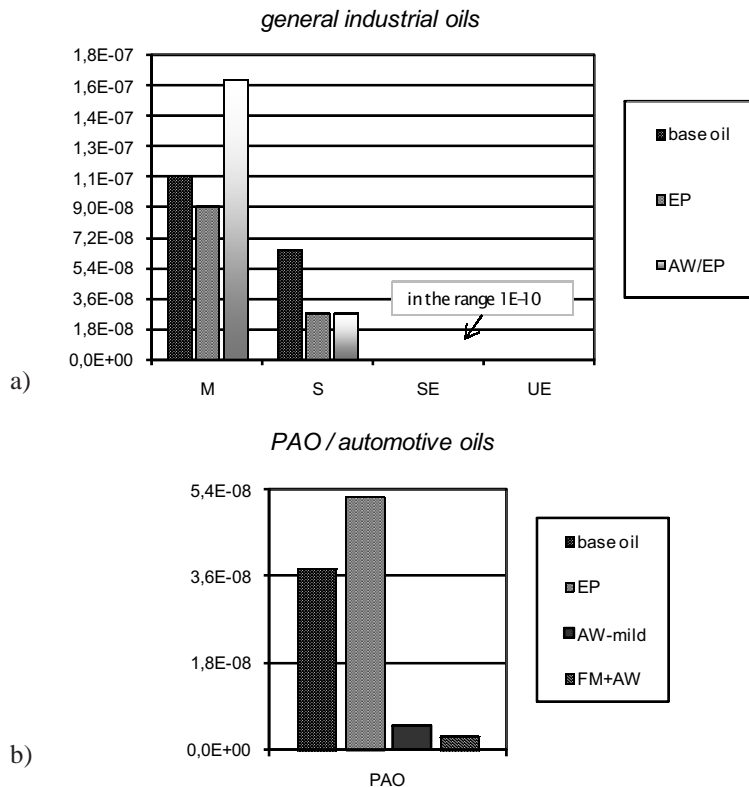 general industrial oils
1,8E-07
1,6E-07
1,4E-07
1,3E-07
1,1E-07
9,0E-08
7,2E-08
5,4E-08
3,6E-08
1,8E-08
0,0E+00
in the range 1E-10
M S SE UE
base oil
EP
AW/EP
a)
PAO / automotive oils
5,4E-08
3,6E-08
1,8E-08
0,0E+00
PAO
base oil
EP
AW-mild
FM+AW
b)